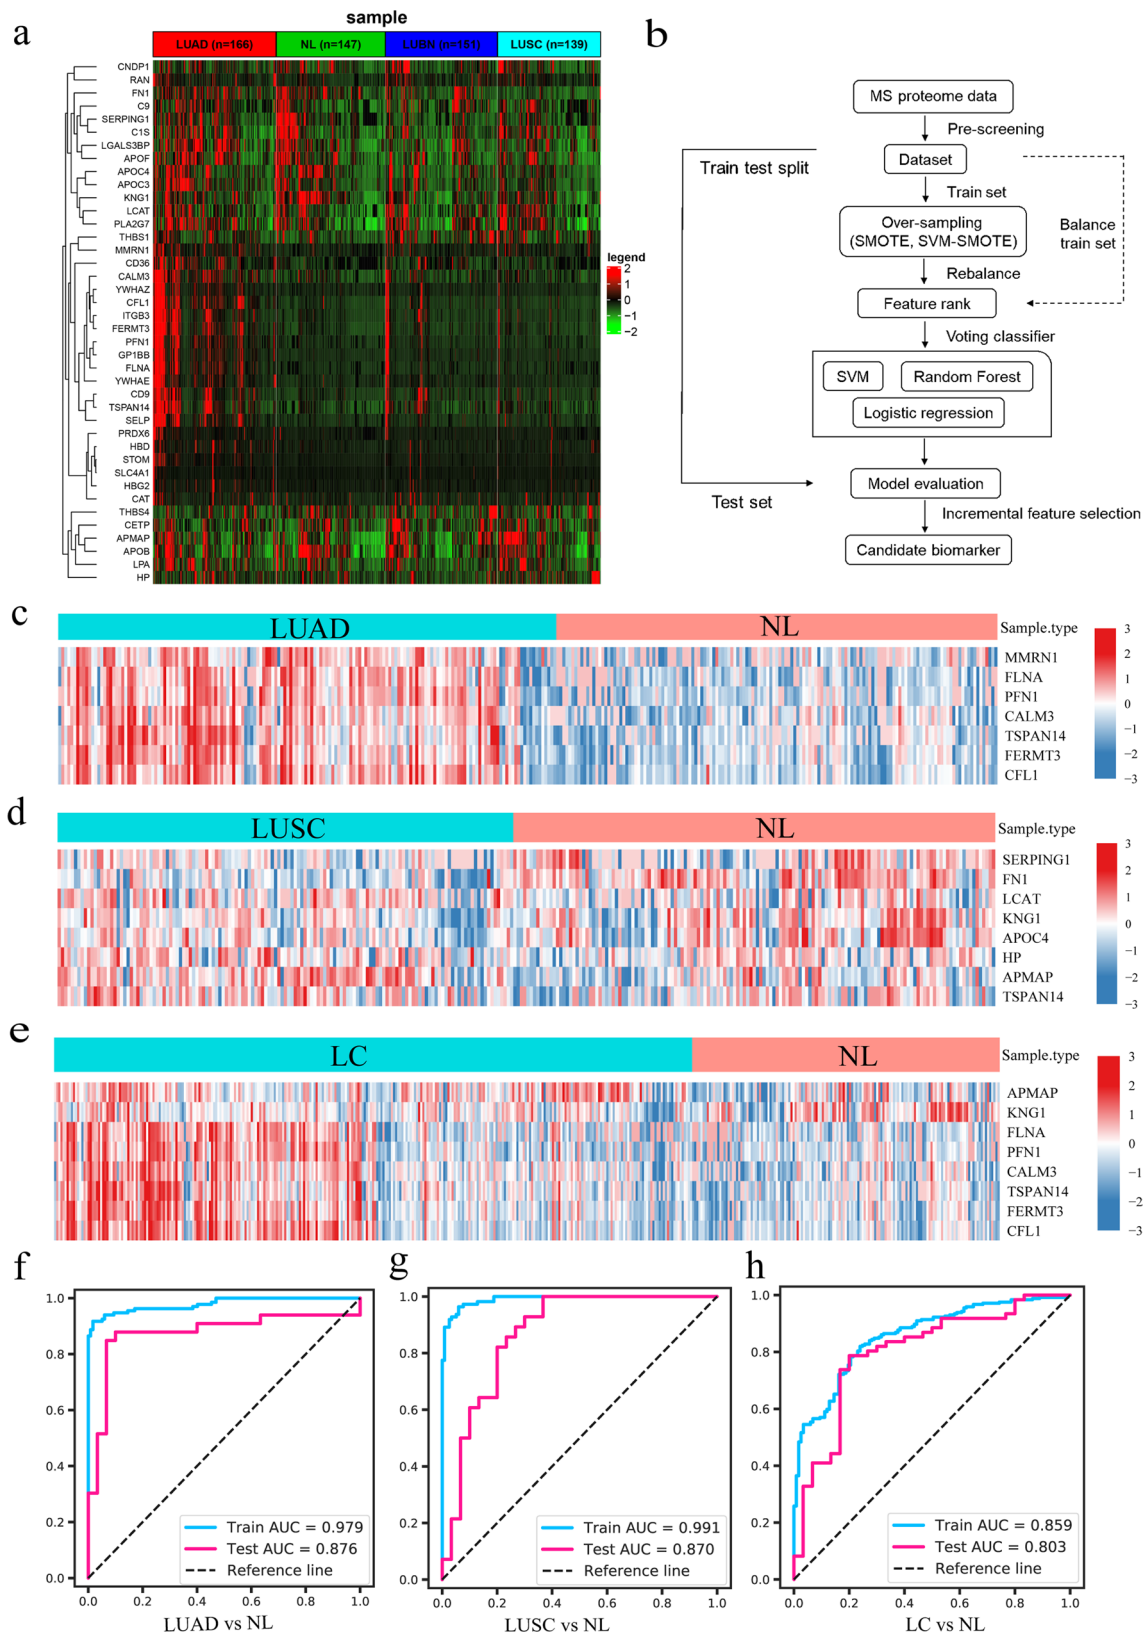 a
sample
LUAD (n=166)
NL (n=147)
LUBN (n=151)
LUSC (n=139)
CNDP1
RAN
FN1
C9
SERPING1
C1S
LGALS3BP
APOF
APOC4
APOC3
KNG1
LCAT
PLA2G7
THBS1
MMRN1
CD36
CALM3
YWHAZ
CFL1
ITGB3
FERMT3
PFN1
GP1BB
FLNA
YWHAE
CD9
TSPAN14
SELP
PRDX6
HBD
STOM
SLC4A1
HBG2
CAT
THBS4
CETP
APMAP
APOB
LPA
HP
legend
2
1
0
−1
−2
b
MS proteome data
Pre-screening
Dataset
Train test split
Train set
Over-sampling
(SMOTE, SVM-SMOTE)
Balance
train set
Rebalance
Feature rank
Voting classifier
SVM
Random Forest
Logistic regression
Model evaluation
Test set
Incremental feature selection
Candidate biomarker
c
LUAD
NL
Sample.type
MMRN1
FLNA
PFN1
CALM3
TSPAN14
FERMT3
CFL1
3
2
1
0
−1
−2
−3
d
LUSC
NL
Sample.type
SERPING1
FN1
LCAT
KNG1
APOC4
HP
APMAP
TSPAN14
3
2
1
0
−1
−2
−3
e
LC
NL
Sample.type
APMAP
KNG1
FLNA
PFN1
CALM3
TSPAN14
FERMT3
CFL1
3
2
1
0
−1
−2
−3
f
1.0
0.8
0.6
0.4
0.2
0.0
Train AUC = 0.979
Test AUC = 0.876
Reference line
0.0 0.2 0.4 0.6 0.8 1.0
LUAD vs NL
g
1.0
0.8
0.6
0.4
0.2
0.0
Train AUC = 0.991
Test AUC = 0.870
Reference line
0.0 0.2 0.4 0.6 0.8 1.0
LUSC vs NL
h
1.0
0.8
0.6
0.4
0.2
0.0
Train AUC = 0.859
Test AUC = 0.803
Reference line
0.0 0.2 0.4 0.6 0.8 1.0
LC vs NL